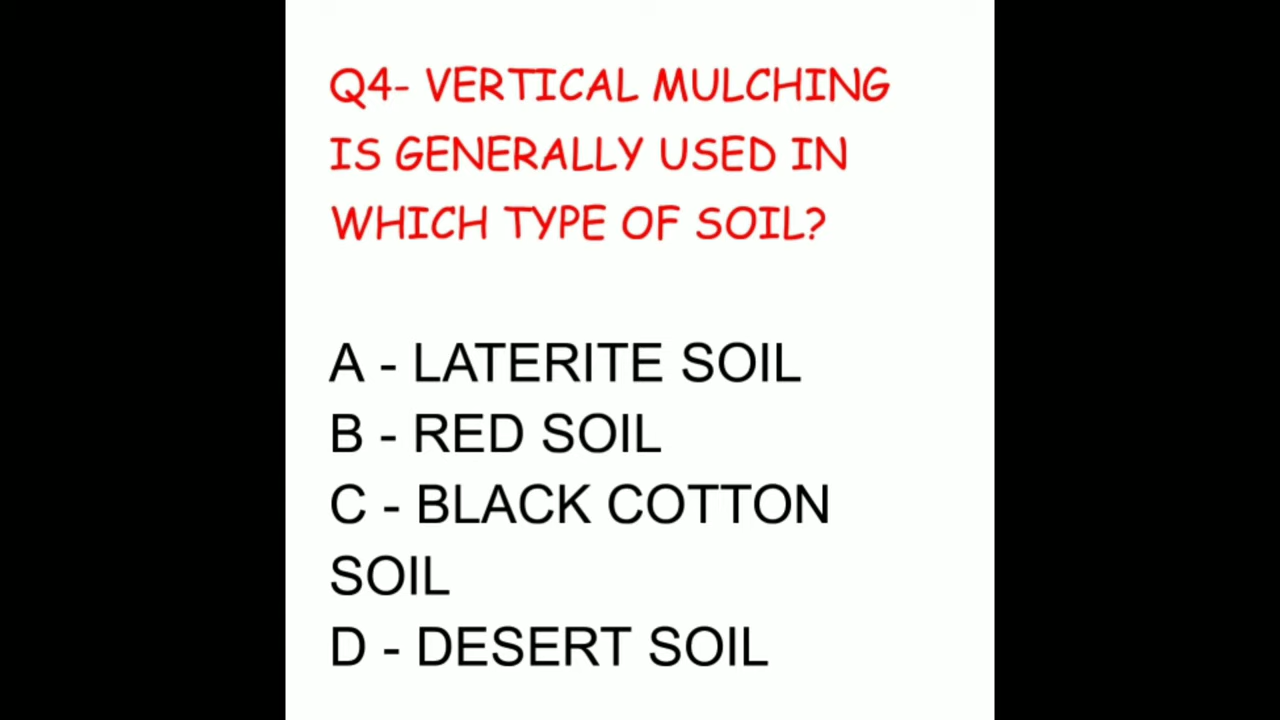 Q4- VERTICAL MULCHING
IS GENERALLY USED IN
WHICH TYPE OF SOIL?
A - LATERITE SOIL
B - RED SOIL
C - BLACK COTTON
SOIL
D - DESERT SOIL